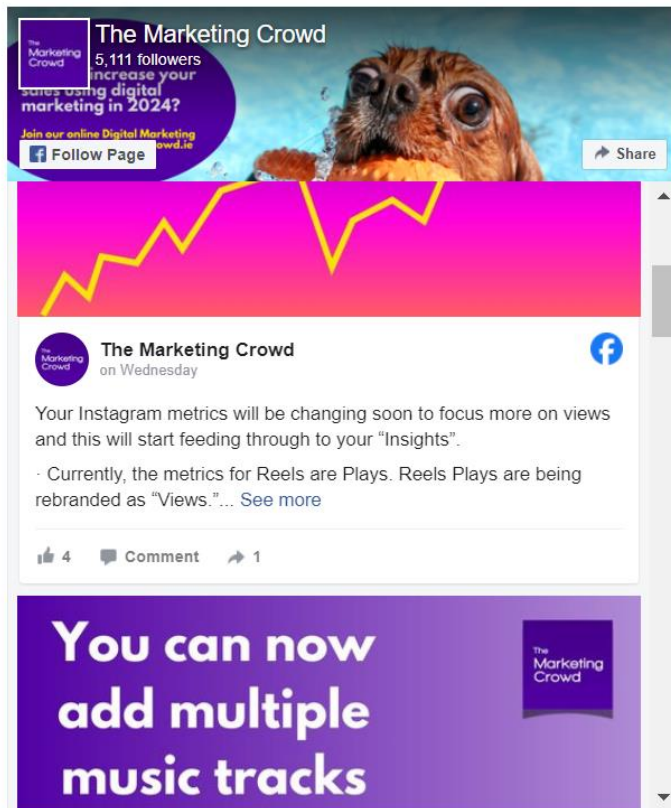 The Marketing Crowd
5,111 followers
The
Marketing
Crowd
increase your
sales using digital
marketing in 2024?
Join our online Digital Marketing
owd.ie
Follow Page
Share
The
Marketing
Crowd
The Marketing Crowd
on Wednesday
Your Instagram metrics will be changing soon to focus more on views
and this will start feeding through to your “Insights”.
· Currently, the metrics for Reels are Plays. Reels Plays are being
rebranded as “Views.”... See more
4 Comment 1
You can now
add multiple
music tracks
The
Marketing
Crowd